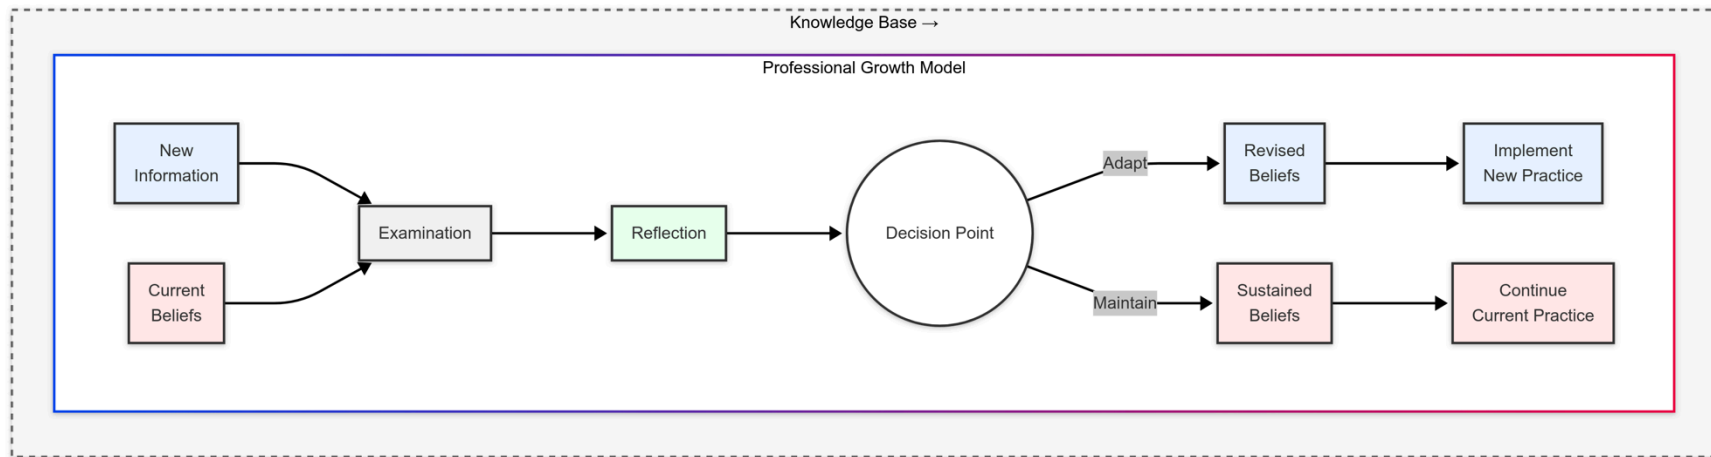 Knowledge Base →
Professional Growth Model
New
Information
Current
Beliefs
Examination
Reflection
Decision Point
Adapt
Maintain
Revised
Beliefs
Sustained
Beliefs
Implement
New Practice
Continue
Current Practice